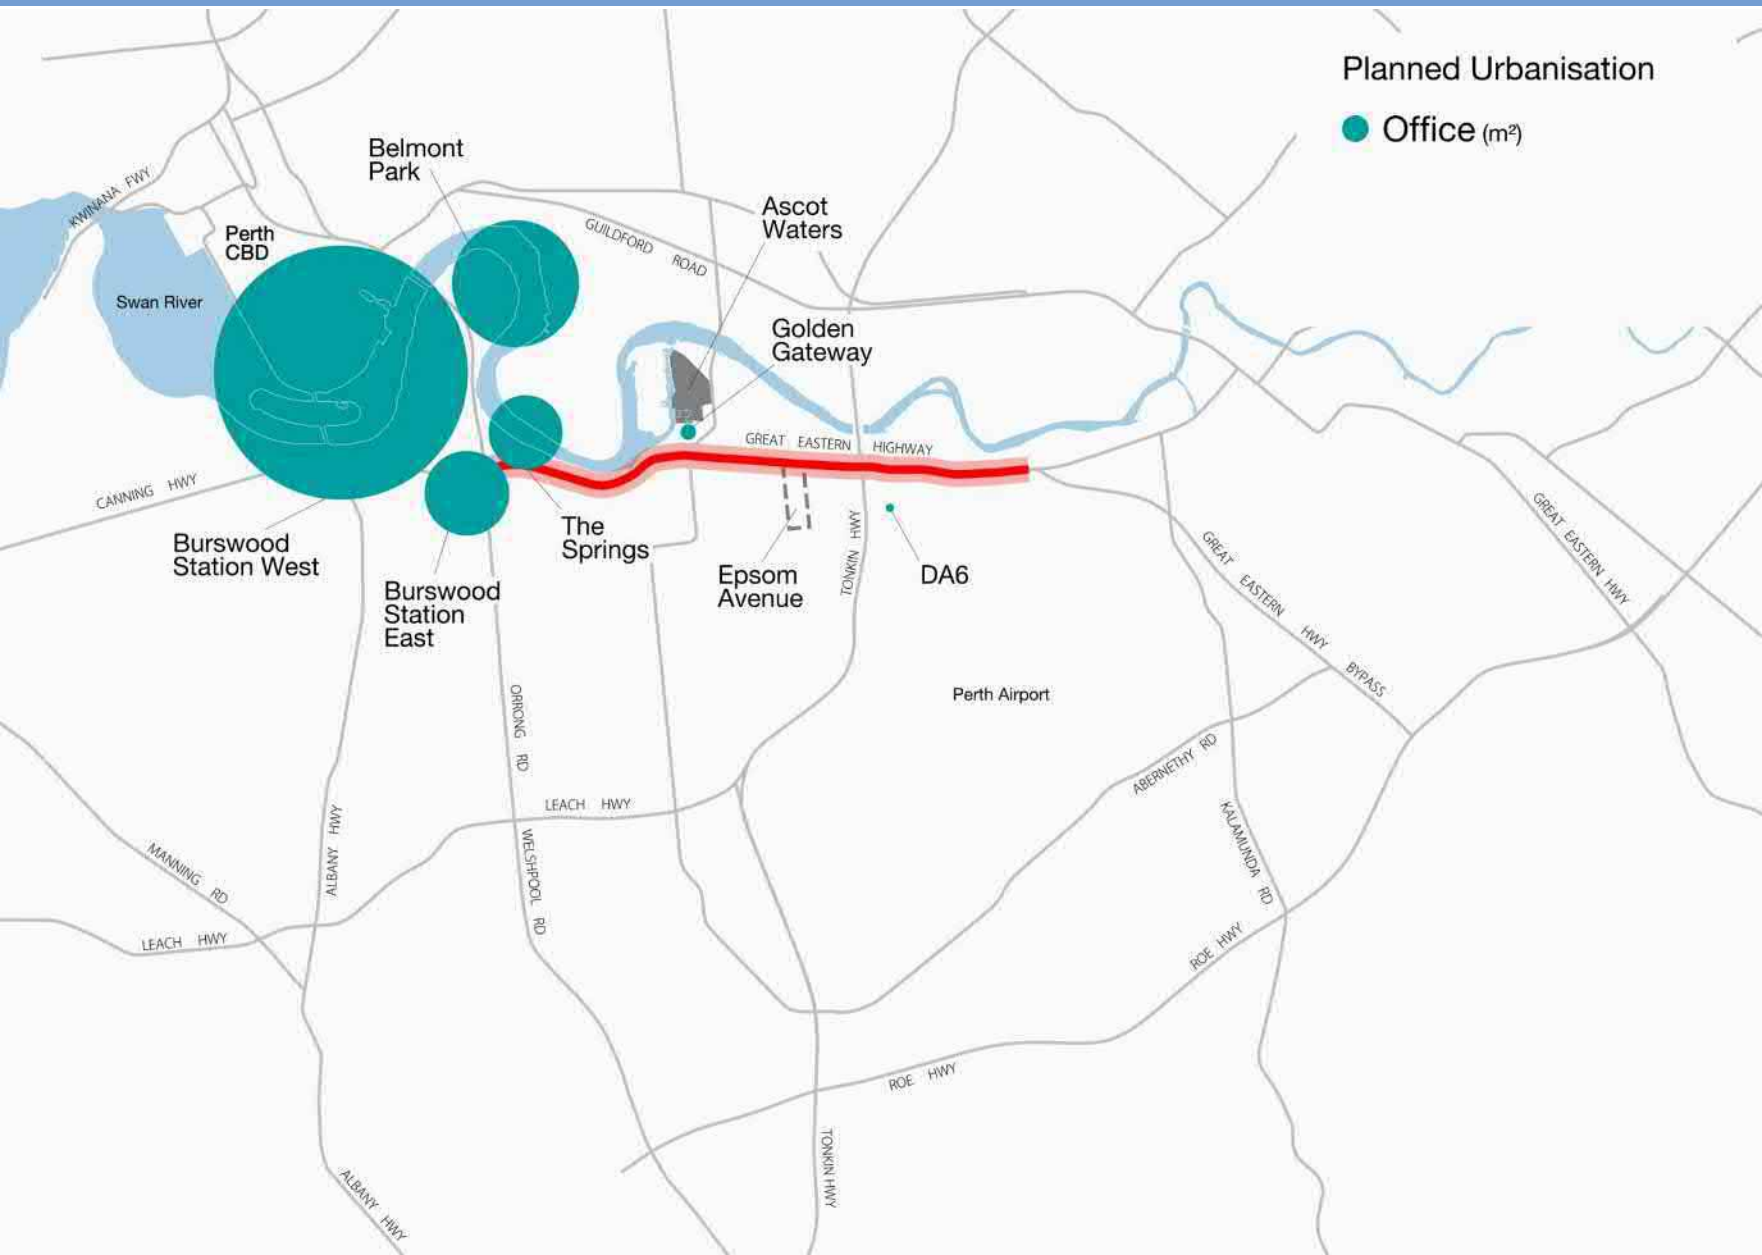 Planned Urbanisation
Office (m²)
Belmont
Park
KWINANA FWY
Ascot
Waters
Perth
CBD
GUILDFORD ROAD
Swan River
Golden
Gateway
GREAT EASTERN HIGHWAY
CANNING HWY
Burswood
Station West
The
Springs
Burswood
Station
East
Epsom
Avenue
TONKIN HWY
DA6
GREAT EASTERN HWY BYPASS
GREAT EASTERN HWY
Perth Airport
ORRONG RD
ABERNETHY RD
LEACH HWY
ALBANY HWY
WELSHPOOL RD
KALAMUNDA RD
MANNING RD
LEACH HWY
ROE HWY
ROE HWY
TONKIN HWY
ALBANY HWY